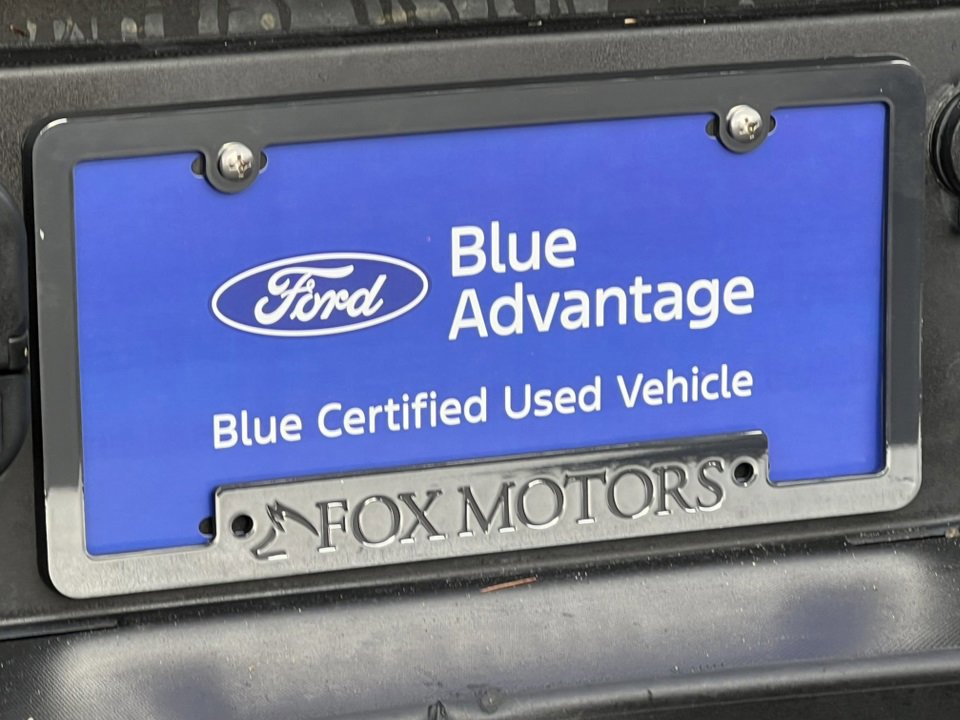 Ford
Blue
Advantage
Blue Certified Used Vehicle
FOX MOTORS